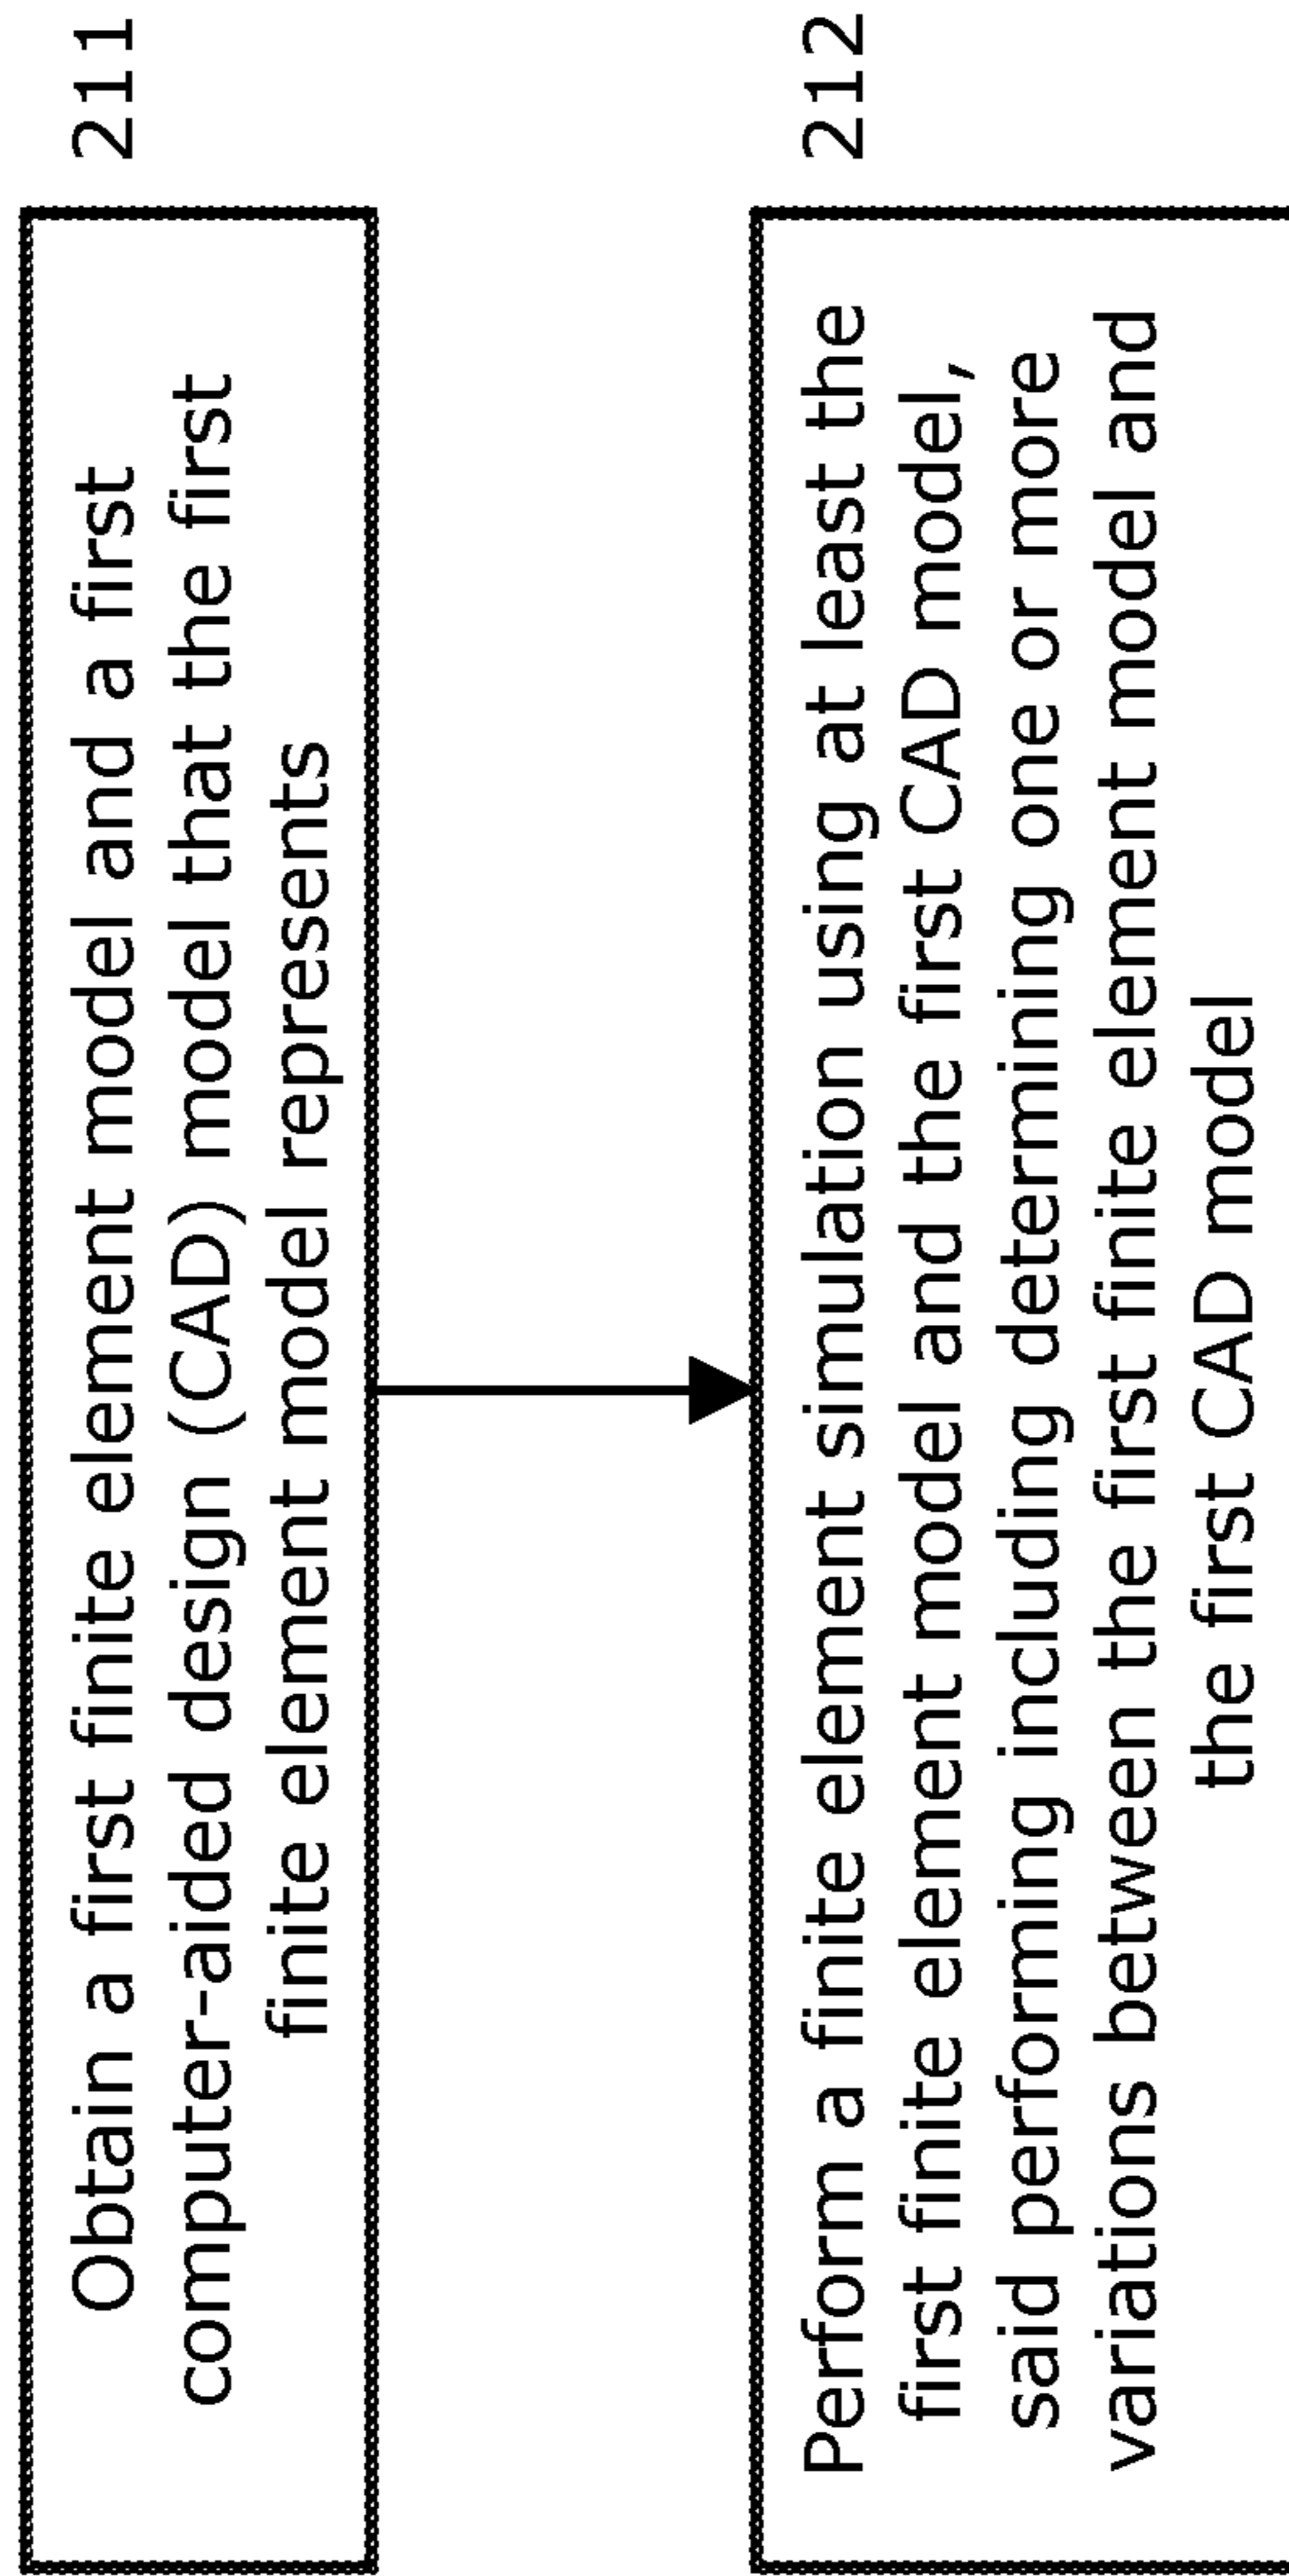 Obtain a first finite element model and a first
computer-aided design (CAD) model that the first
finite element model represents
211
Perform a finite element simulation using at least the
first finite element model and the first CAD model,
said performing including determining one or more
variations between the first finite element model and
the first CAD model
212